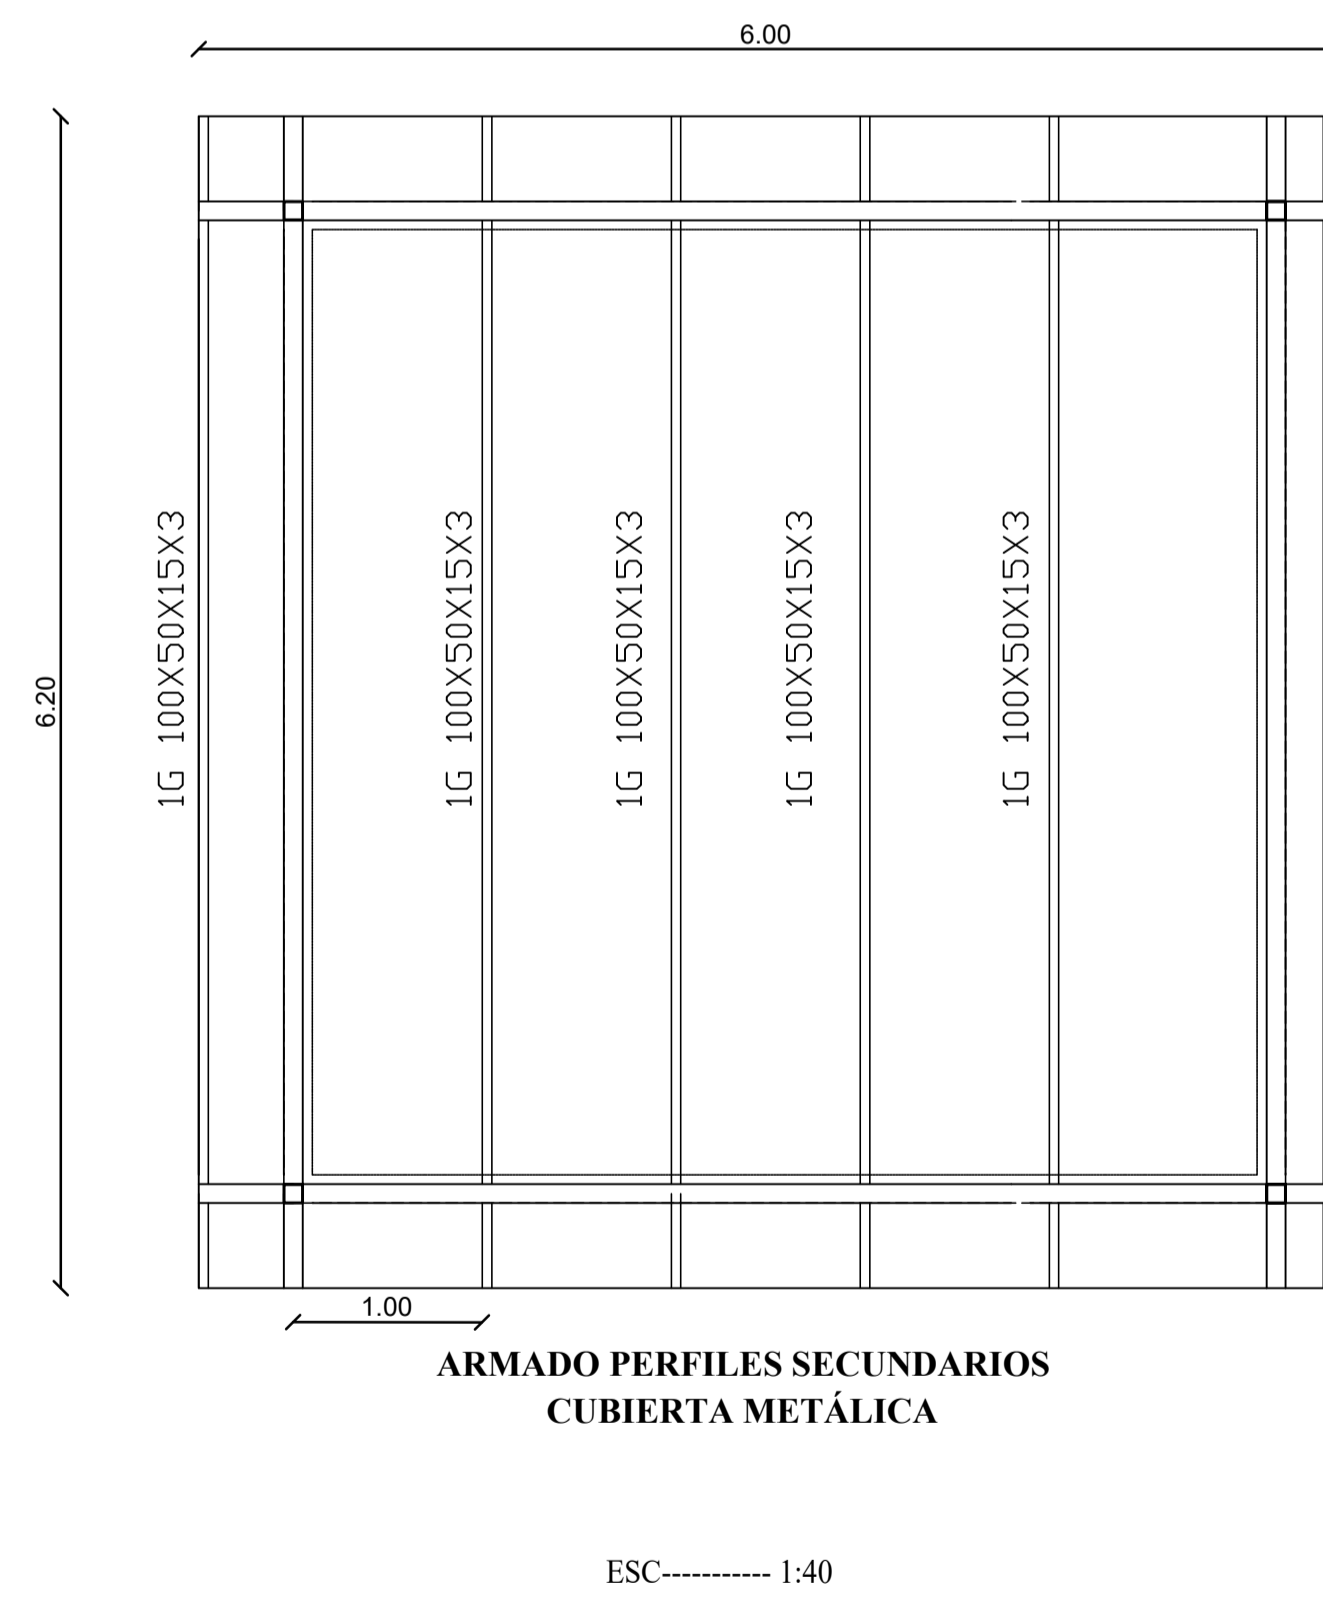 6.00
6.20
1G 100X50X15X3
1G 100X50X15X3
1G 100X50X15X3
1G 100X50X15X3
1G 100X50X15X3
1.00
ARMADO PERFILES SECUNDARIOS
CUBIERTA METÁLICA
ESC----------- 1:40